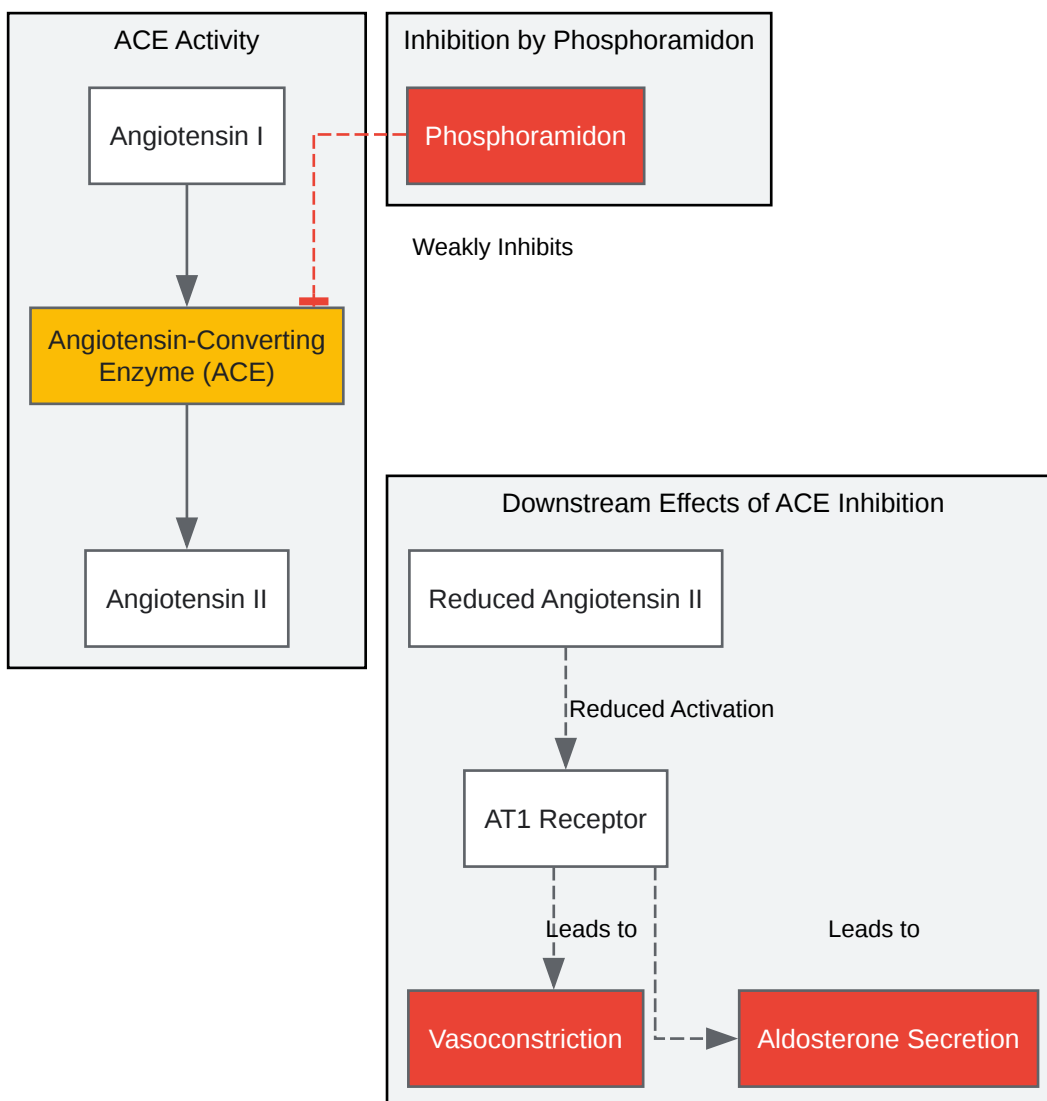 ACE Activity
Inhibition by Phosphoramidon
Angiotensin I
Phosphoramidon
Weakly Inhibits
Angiotensin-Converting
Enzyme (ACE)
Angiotensin II
Downstream Effects of ACE Inhibition
Reduced Angiotensin II
Reduced Activation
AT1 Receptor
Leads to
Leads to
Vasoconstriction
Aldosterone Secretion